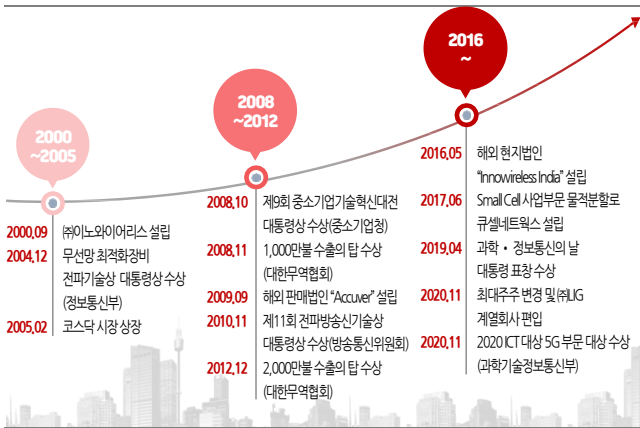 2000
~2005
2000.09 ㈜이노와이어리스 설립
2004.12 무선망 최적화장비
전파기술상 대통령상 수상
(정보통신부)
2005.02 코스닥 시장 상장
2008
~2012
2008.10 제9회 중소기업기술혁신대전
대통령상 수상(중소기업청)
2008.11 1,000만불 수출의 탑 수상
(대한무역협회)
2009.09 해외 판매법인 “Accuver” 설립
2010.11 제11회 전파방송신기술상
대통령상 수상(방송통신위원회)
2012.12 2,000만불 수출의 탑 수상
(대한무역협회)
2016
~
2016.05 해외 현지법인
“Innowireless India” 설립
2017.06 Small Cell 사업부문 물적분할로
큐셀네트웍스 설립
2019.04 과학 • 정보통신의 날
대통령 표창 수상
2020.11 최대주주 변경 및 ㈜LIG
계열회사 편입
2020.11 2020 ICT 대상 5G 부문 대상 수상
(과학기술정보통신부)